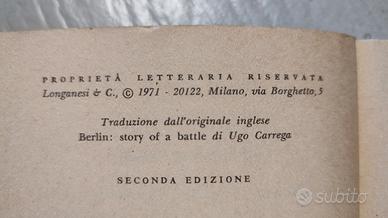 PROPRIETÀ LETTERARIA RISERVATA
Longanesi & C., © 1971 - 20122, Milano, via Borghetto, 5
Traduzione dall'originale inglese
Berlin: story of a battle di Ugo Carrega
SECONDA EDIZIONE
subito